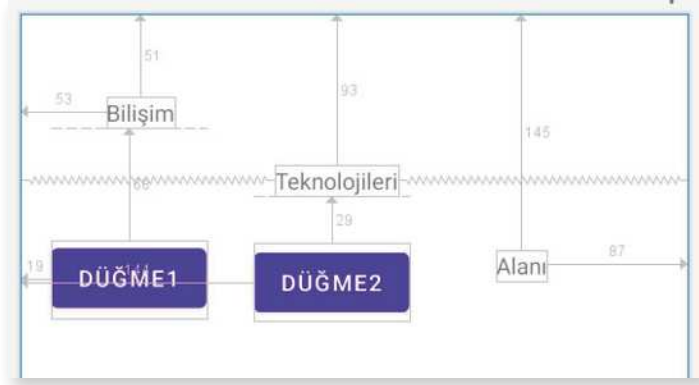 51
53
93
Bilişim
145
Teknolojileri
29
87
19
DÜĞME1
DÜĞME2
Alanı